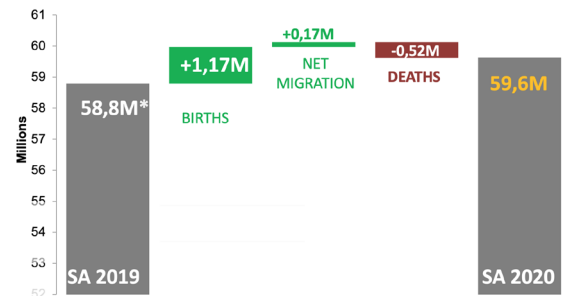 61
60
59
58
57
56
55
54
53
52
Millions
58,8M*
SA 2019
+1,17M
BIRTHS
+0,17M
NET
MIGRATION
-0,52M
DEATHS
59,6M
SA 2020